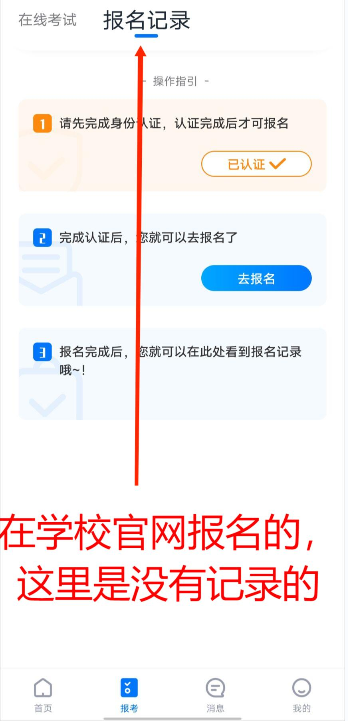 在线考试 报名记录
- 操作指引 -
1 请先完成身份认证，认证完成后才可报名
已认证
2 完成认证后，您就可以去报名了
去报名
3 报名完成后，您就可以在此处看到报名记录
哦~!
在学校官网报名的，
这里是没有记录的
首页 报考 消息 我的